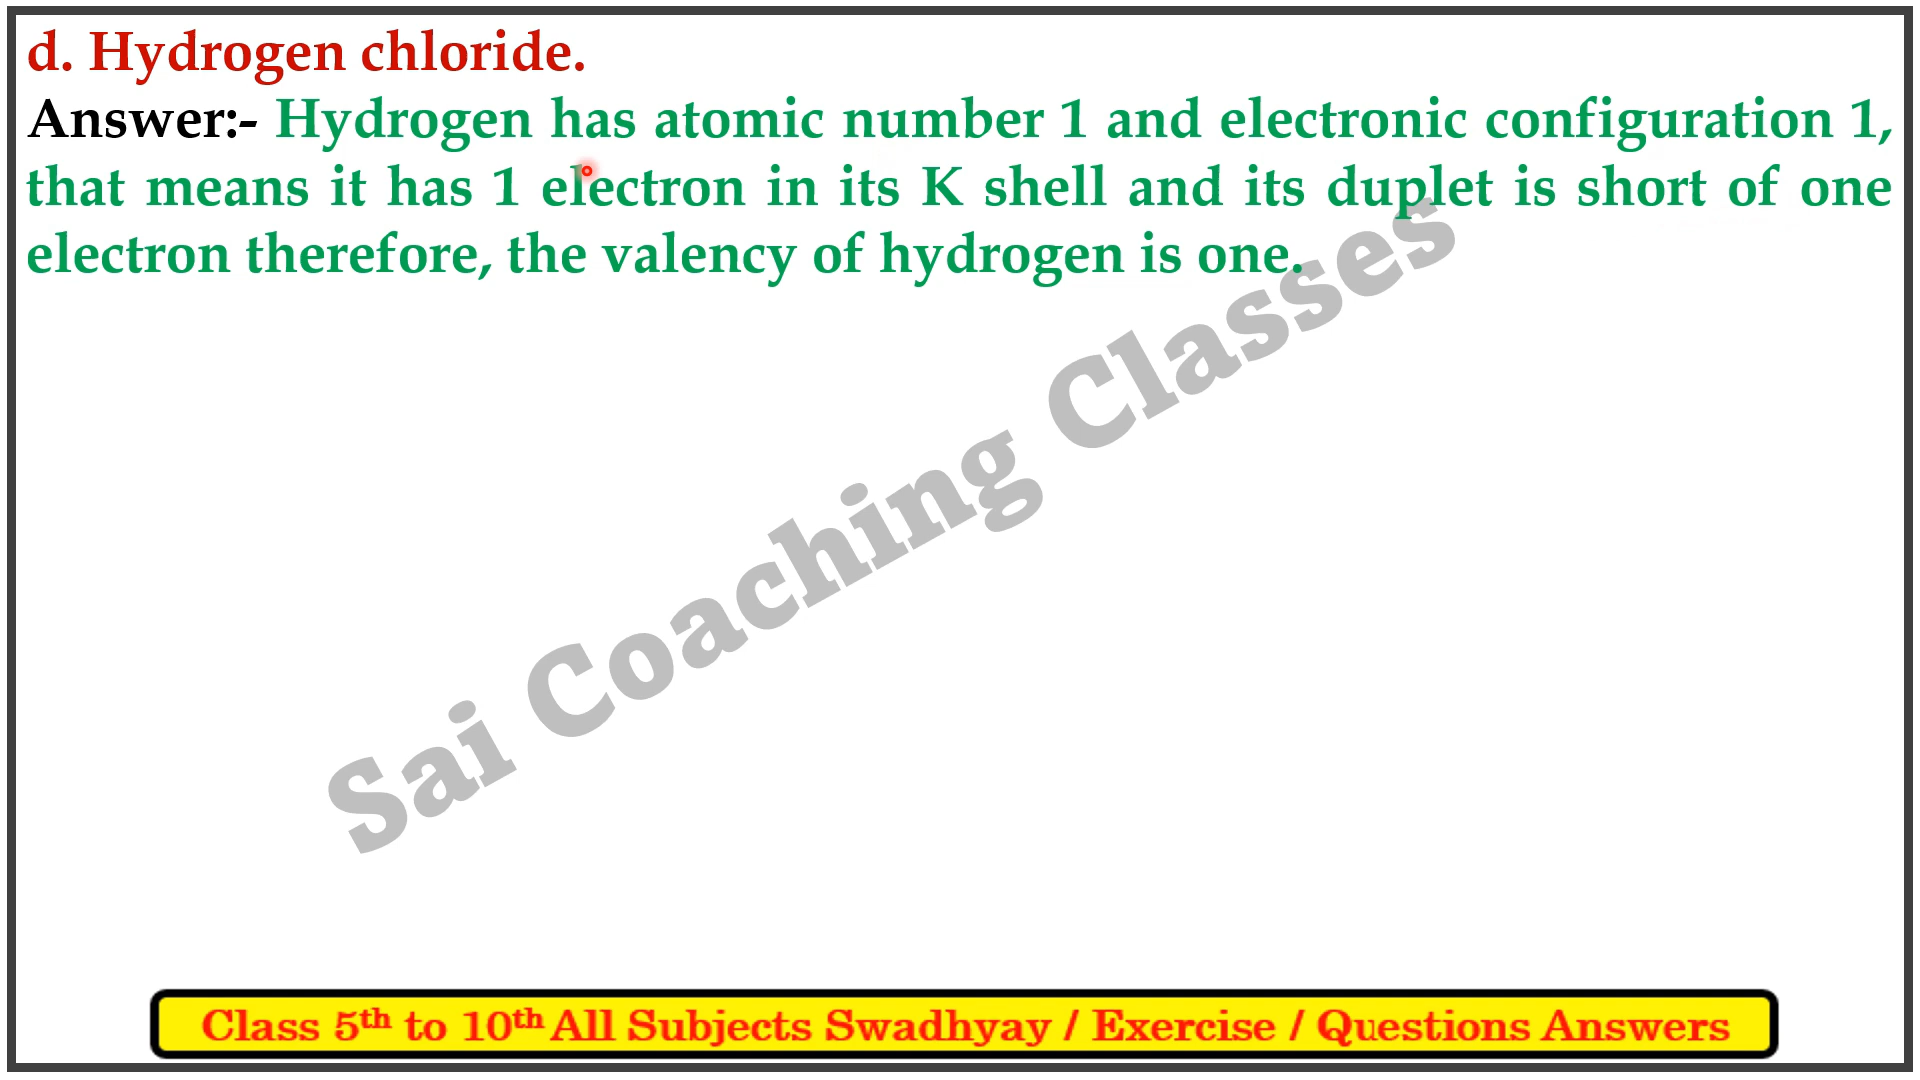 d. Hydrogen chloride.
Answer:- Hydrogen has atomic number 1 and electronic configuration 1,
that means it has 1 electron in its K shell and its duplet is short of one
electron therefore, the valency of hydrogen is one.
Sai Coaching Classes
Class 5th to 10th All Subjects Swadhyay / Exercise / Questions Answers